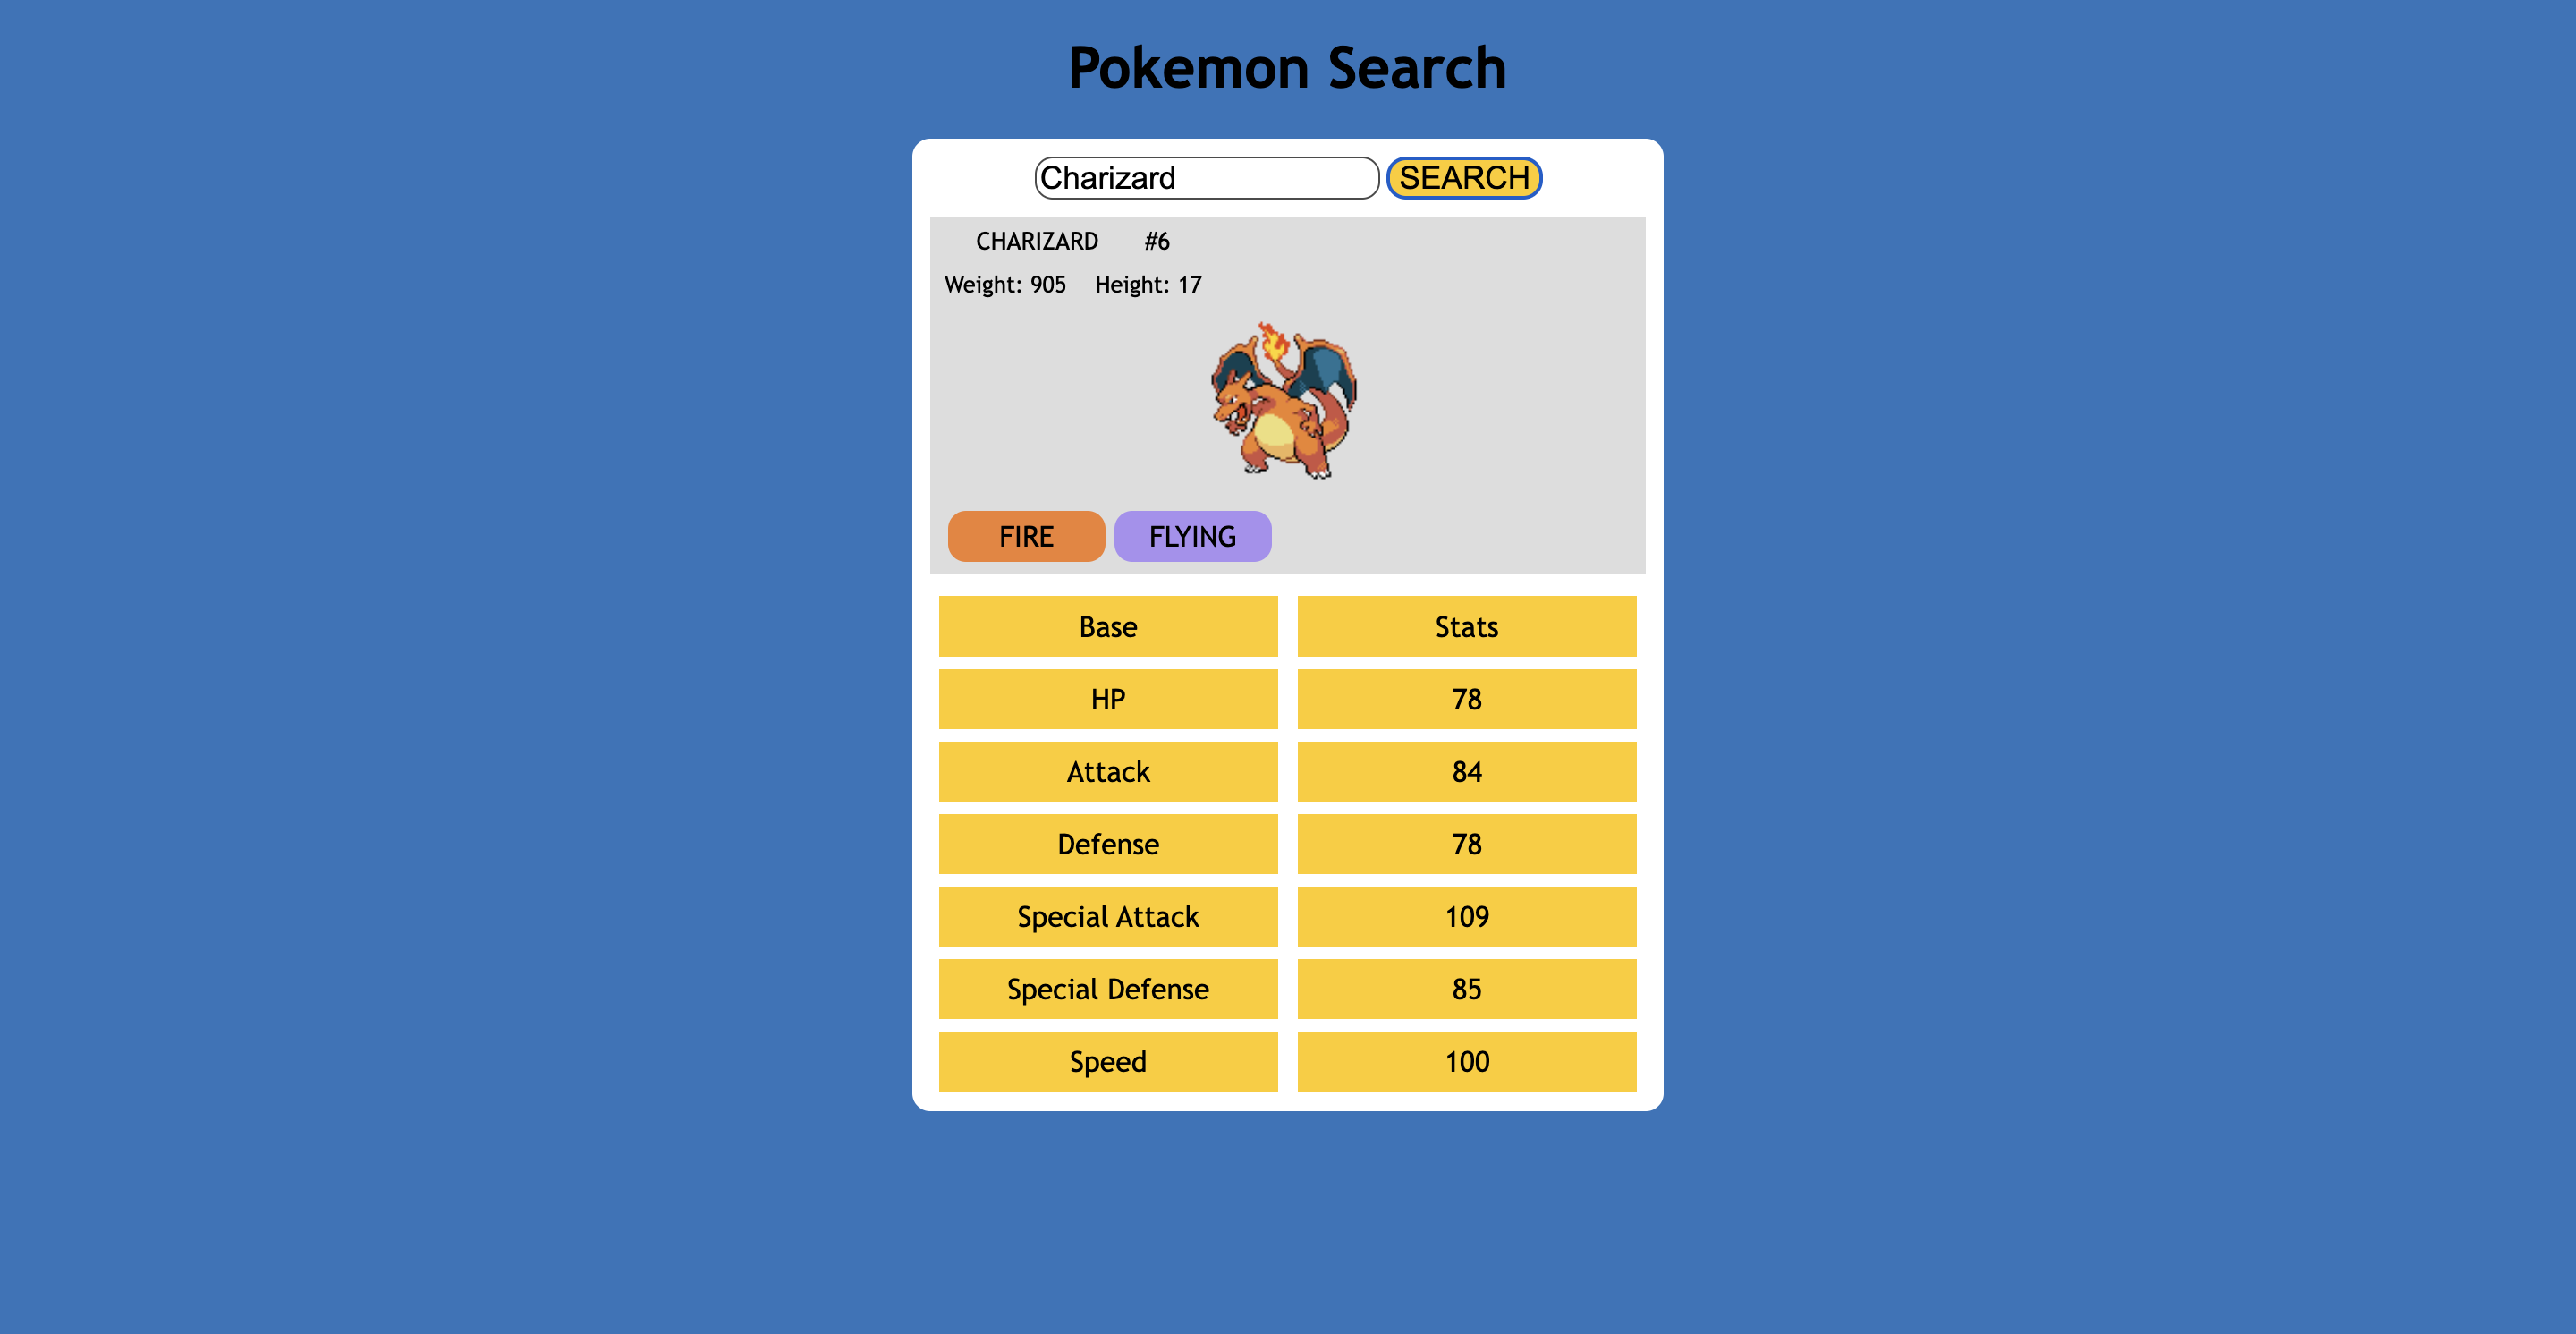 Pokemon Search
Charizard SEARCH
CHARIZARD #6
Weight: 905 Height: 17
FIRE FLYING
Base Stats
HP 78
Attack 84
Defense 78
Special Attack 109
Special Defense 85
Speed 100